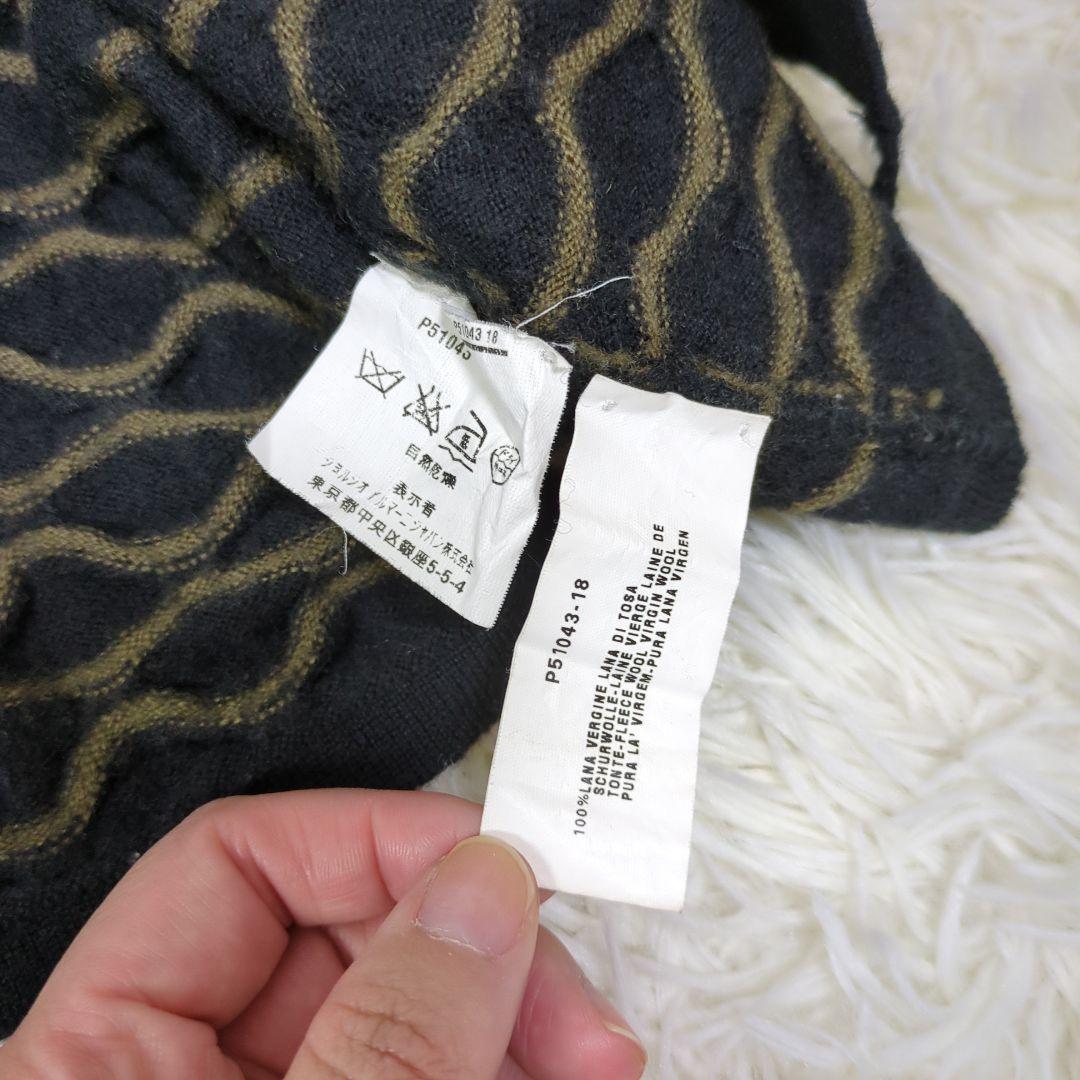 P51043 18
P51043
自然乾燥
表示者
ジョルジオアルマーニジャパン株式会社
東京都中央区銀座5-5-4
P51043-18
100%LANA VERGINE LANA DI TOSA
SCHURWOLLE-LAINE VIERGE LAINE DE
TONTE-FLEECE WOOL VIRGIN WOOL
PURA LA' VIRGEM-PURA LANA VIRGEN